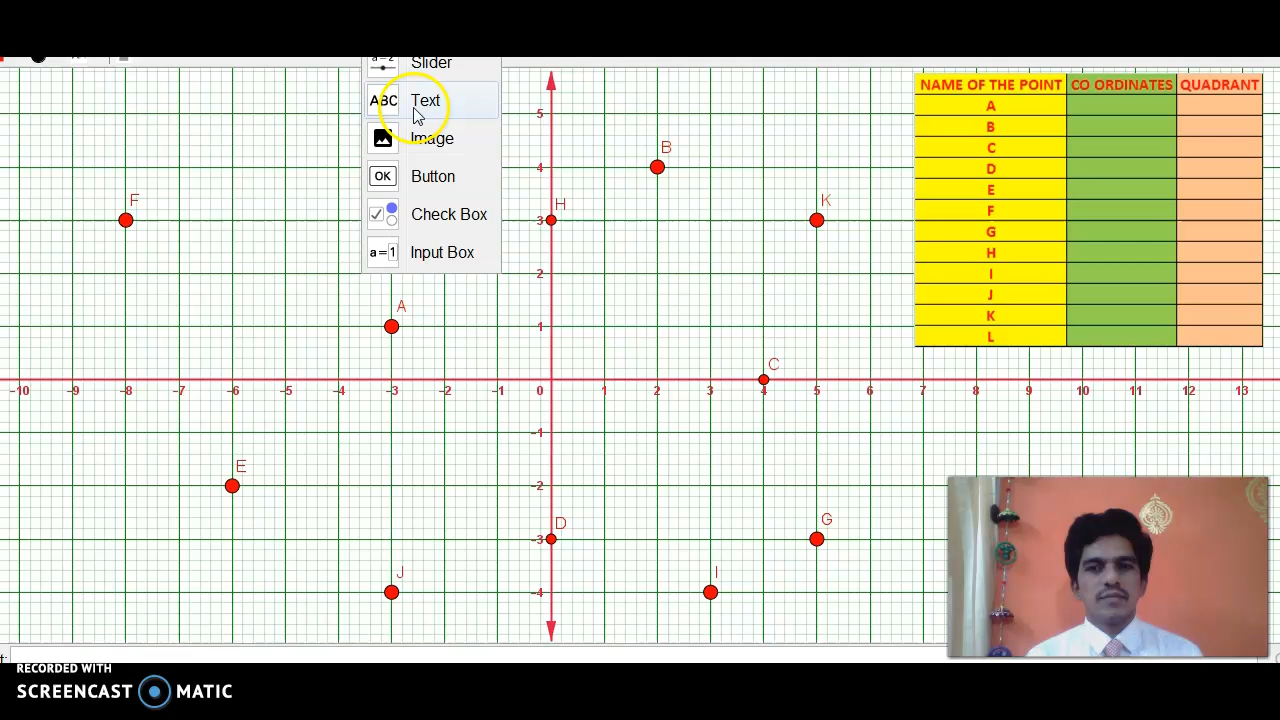 Slider
ABC Text
Image
OK Button
Check Box
a=1 Input Box
NAME OF THE POINT CO ORDINATES QUADRANT
A
B
C
D
E
F
G
H
I
J
K
L
5
4
3
2
1
-1
-2
-3
-4
-10 -9 -8 -7 -6 -5 -4 -3 -2 -1 0 1 2 3 4 5 6 7 8 9 10 11 12 13
B
F
H
K
A
C
E
D
G
J
I
RECORDED WITH
SCREENCAST MATIC